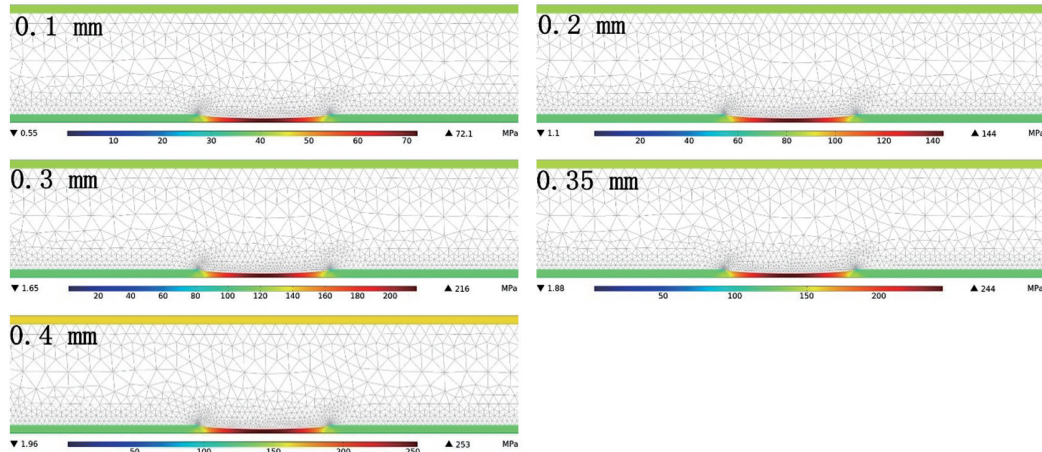 0.1 mm
▼ 0.55 10 20 30 40 50 60 70 ▲ 72.1 MPa
0.2 mm
▼ 1.1 20 40 60 80 100 120 140 ▲ 144 MPa
0.3 mm
▼ 1.65 20 40 60 80 100 120 140 160 180 200 ▲ 216 MPa
0.35 mm
▼ 1.88 50 100 150 200 ▲ 244 MPa
0.4 mm
▼ 1.96 50 100 150 200 250 ▲ 253 MPa